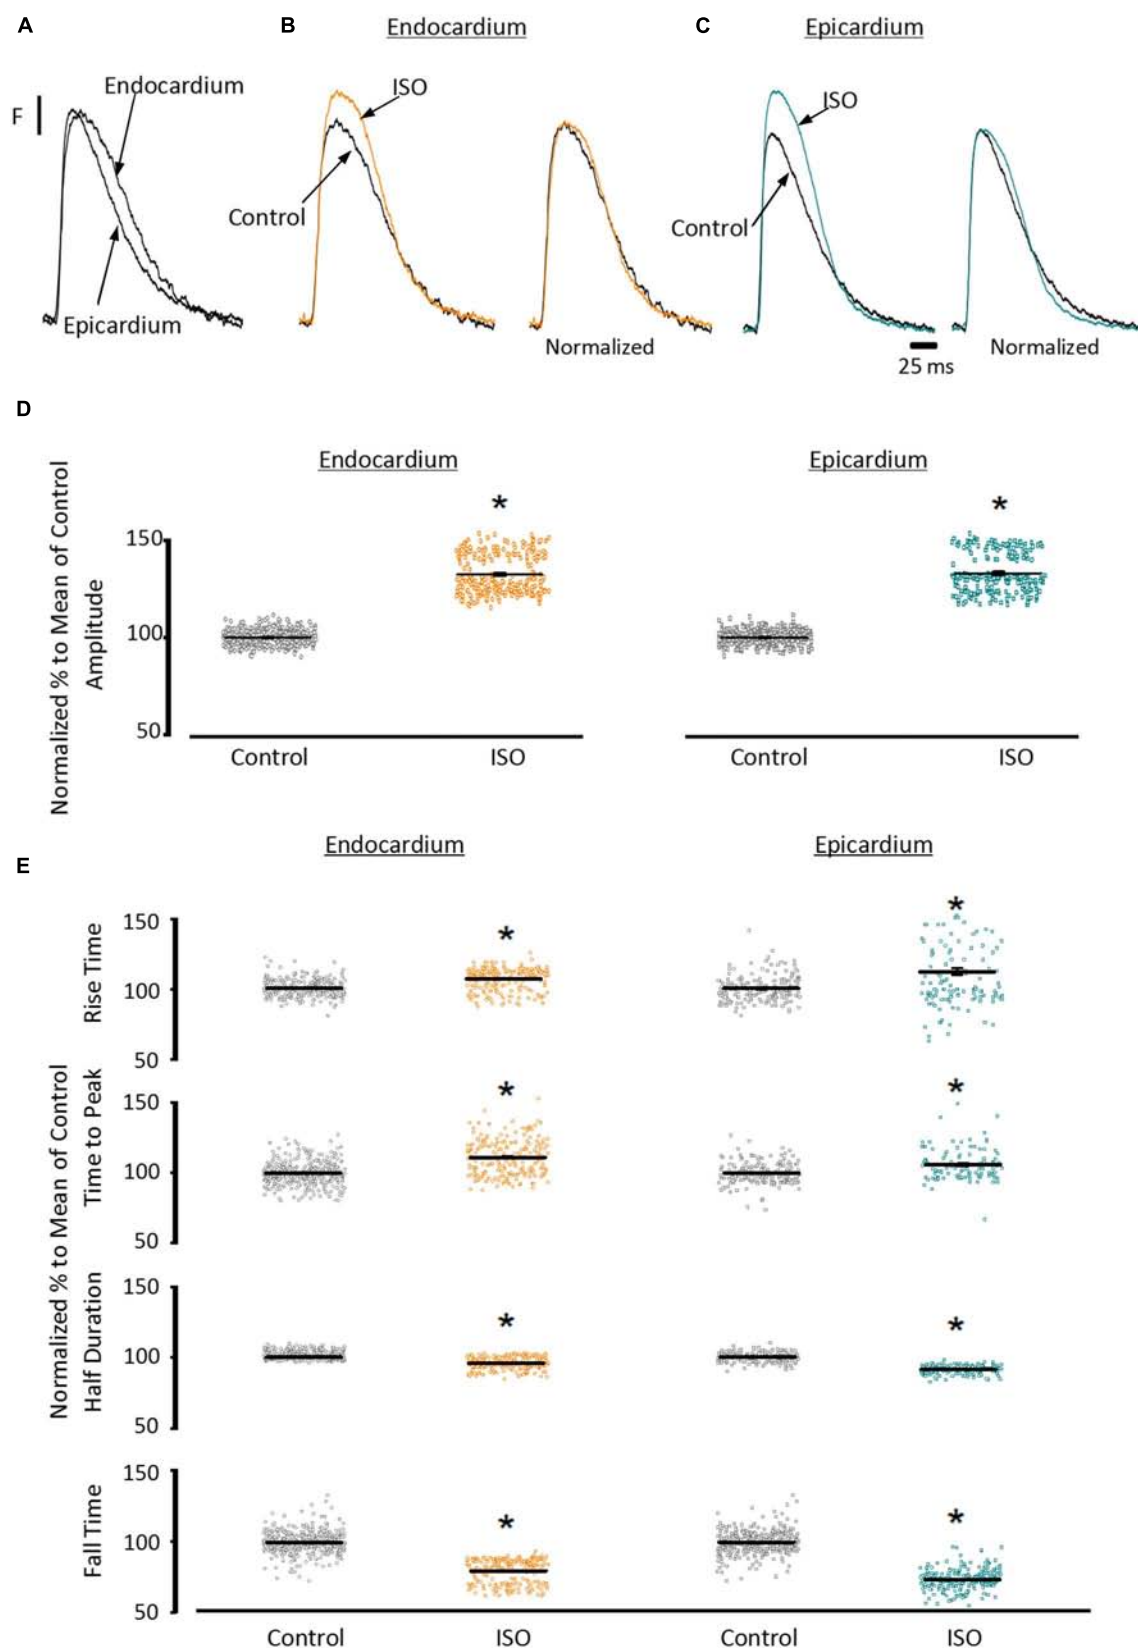 A
B
Endocardium
C
Epicardium
Endocardium
F
Epicardium
ISO
Control
Normalized
ISO
Control
Normalized
25 ms
D
Normalized % to Mean of Control
Amplitude
Endocardium
Epicardium
*
*
150
100
50
Control
ISO
Control
ISO
E
Endocardium
Epicardium
Normalized % to Mean of Control
Rise Time
150
100
50
*
*
Time to Peak
150
100
50
*
*
Half Duration
150
100
50
*
*
Fall Time
150
100
50
*
*
Control
ISO
Control
ISO